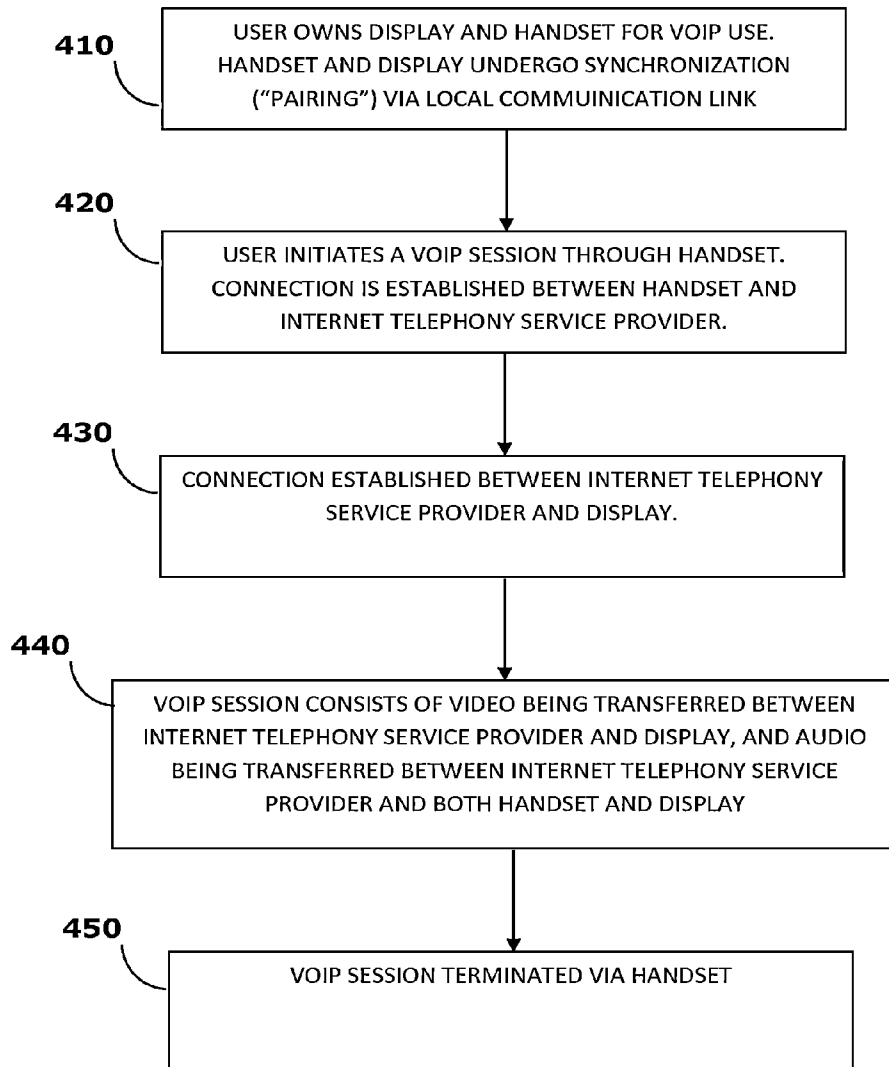 410
USER OWNS DISPLAY AND HANDSET FOR VOIP USE.
HANDSET AND DISPLAY UNDERGO SYNCHRONIZATION
(“PAIRING”) VIA LOCAL COMMUINICATION LINK
420
USER INITIATES A VOIP SESSION THROUGH HANDSET.
CONNECTION IS ESTABLISHED BETWEEN HANDSET AND
INTERNET TELEPHONY SERVICE PROVIDER.
430
CONNECTION ESTABLISHED BETWEEN INTERNET TELEPHONY
SERVICE PROVIDER AND DISPLAY.
440
VOIP SESSION CONSISTS OF VIDEO BEING TRANSFERRED BETWEEN
INTERNET TELEPHONY SERVICE PROVIDER AND DISPLAY, AND AUDIO
BEING TRANSFERRED BETWEEN INTERNET TELEPHONY SERVICE
PROVIDER AND BOTH HANDSET AND DISPLAY
450
VOIP SESSION TERMINATED VIA HANDSET